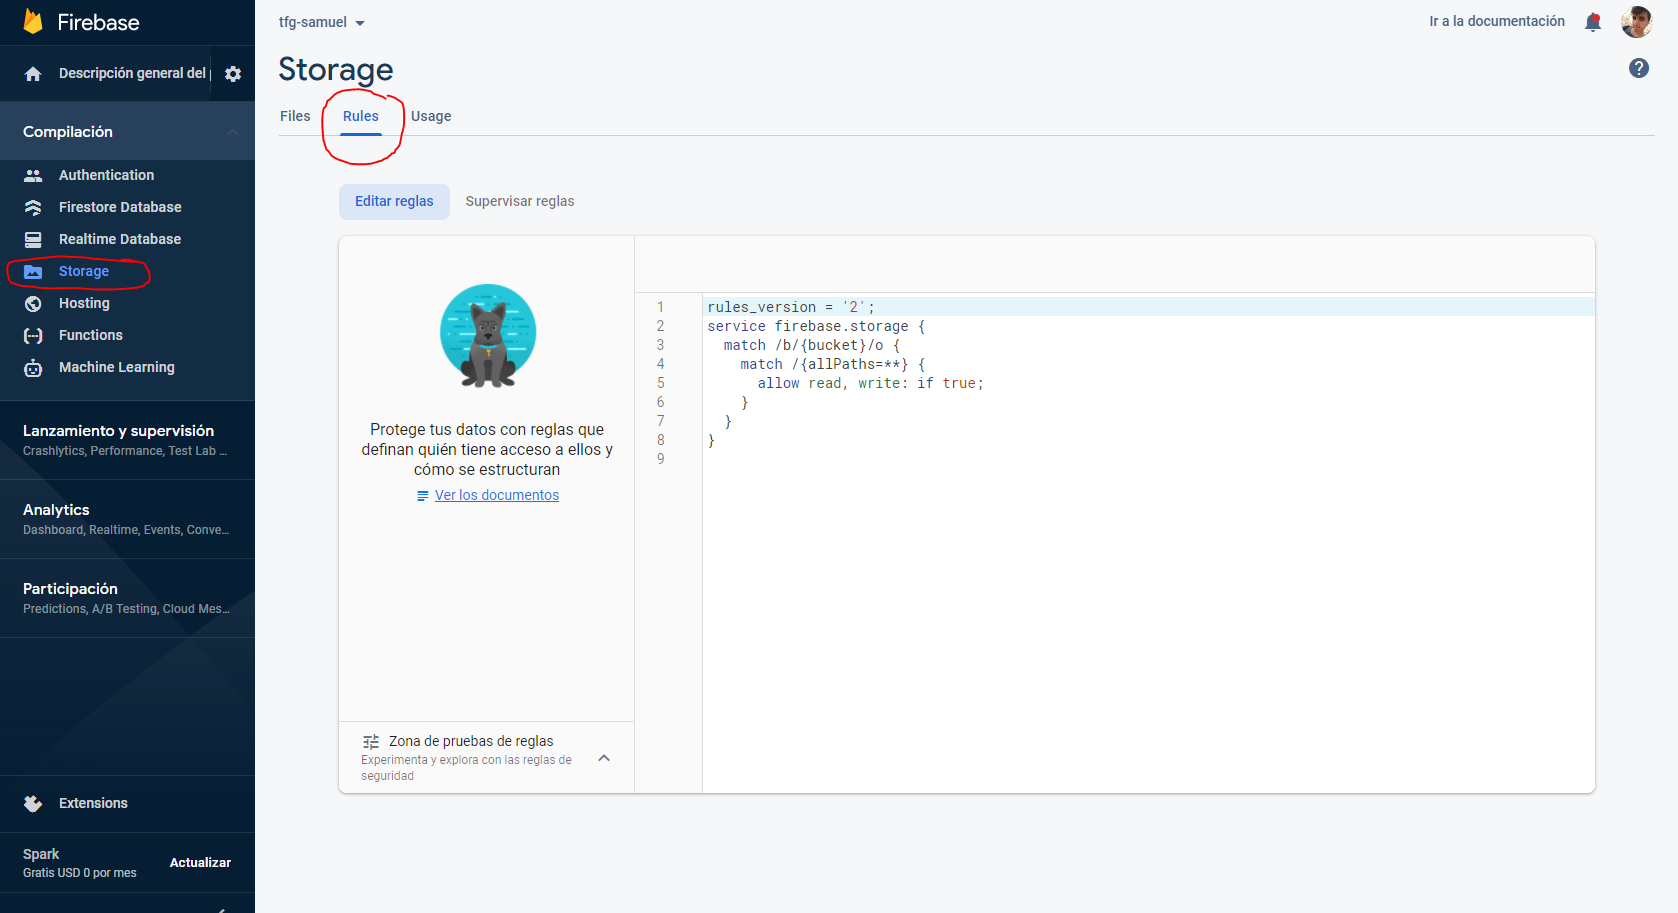 Firebase
Descripción general del
Compilación
Authentication
Firestore Database
Realtime Database
Storage
Hosting
Functions
Machine Learning
Lanzamiento y supervisión
Crashlytics, Performance, Test Lab ...
Analytics
Dashboard, Realtime, Events, Conve...
Participación
Predictions, A/B Testing, Cloud Mes...
Extensions
Spark
Gratis USD 0 por mes
Actualizar
tfg-samuel
Ir a la documentación
Storage
Files
Rules
Usage
Editar reglas
Supervisar reglas
Protege tus datos con reglas que
definan quién tiene acceso a ellos y
cómo se estructuran
Ver los documentos
Zona de pruebas de reglas
Experimenta y explora con las reglas de
seguridad
1 rules_version = '2';
2 service firebase.storage {
3   match /b/{bucket}/o {
4     match /{allPaths=**} {
5       allow read, write: if true;
6     }
7   }
8 }
9